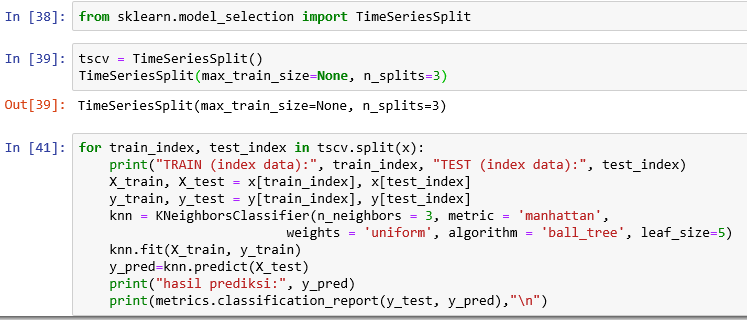 In [38]: from sklearn.model_selection import TimeSeriesSplit
In [39]: tscv = TimeSeriesSplit()
TimeSeriesSplit(max_train_size=None, n_splits=3)
Out[39]: TimeSeriesSplit(max_train_size=None, n_splits=3)
In [41]: for train_index, test_index in tscv.split(x):
    print("TRAIN (index data):", train_index, "TEST (index data):", test_index)
    X_train, X_test = x[train_index], x[test_index]
    y_train, y_test = y[train_index], y[test_index]
    knn = KNeighborsClassifier(n_neighbors = 3, metric = 'manhattan',
                          weights = 'uniform', algorithm = 'ball_tree', leaf_size=5)
    knn.fit(X_train, y_train)
    y_pred=knn.predict(X_test)
    print("hasil prediksi:", y_pred)
    print(metrics.classification_report(y_test, y_pred),"\n")